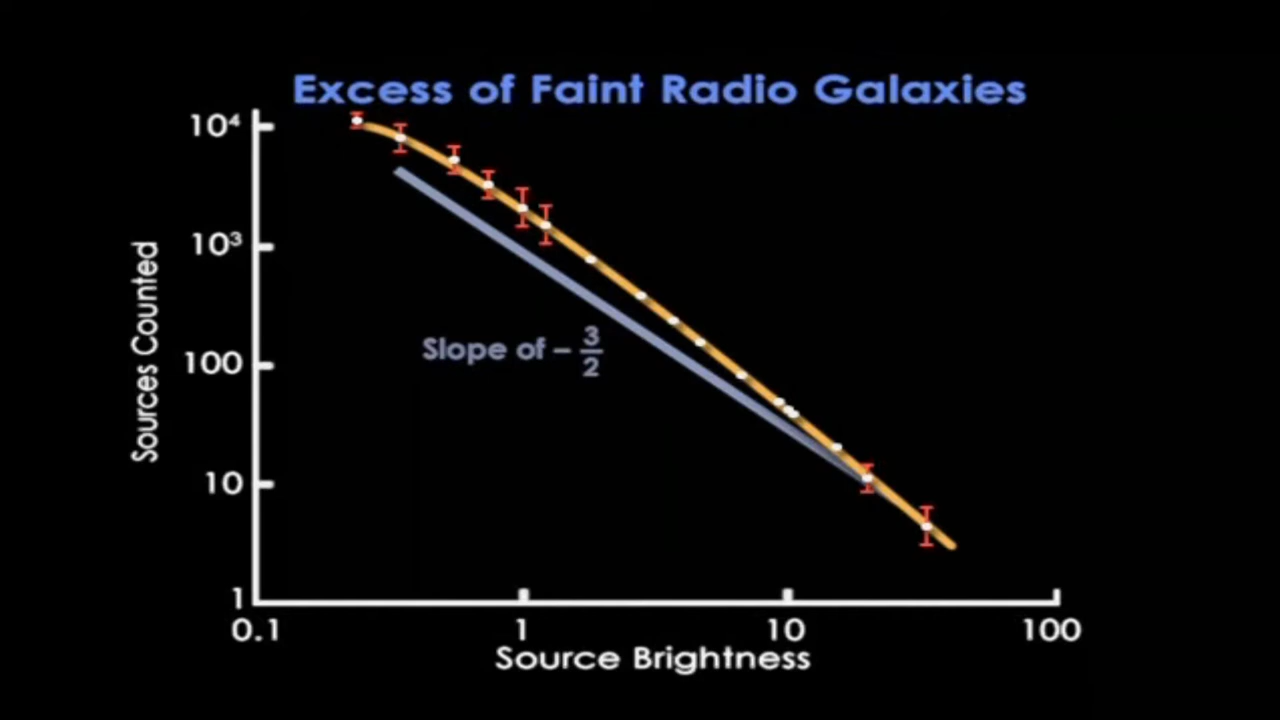 Excess of Faint Radio Galaxies
10⁴
10³
100
10
1
Sources Counted
Slope of – 3/2
0.1 1 10 100
Source Brightness